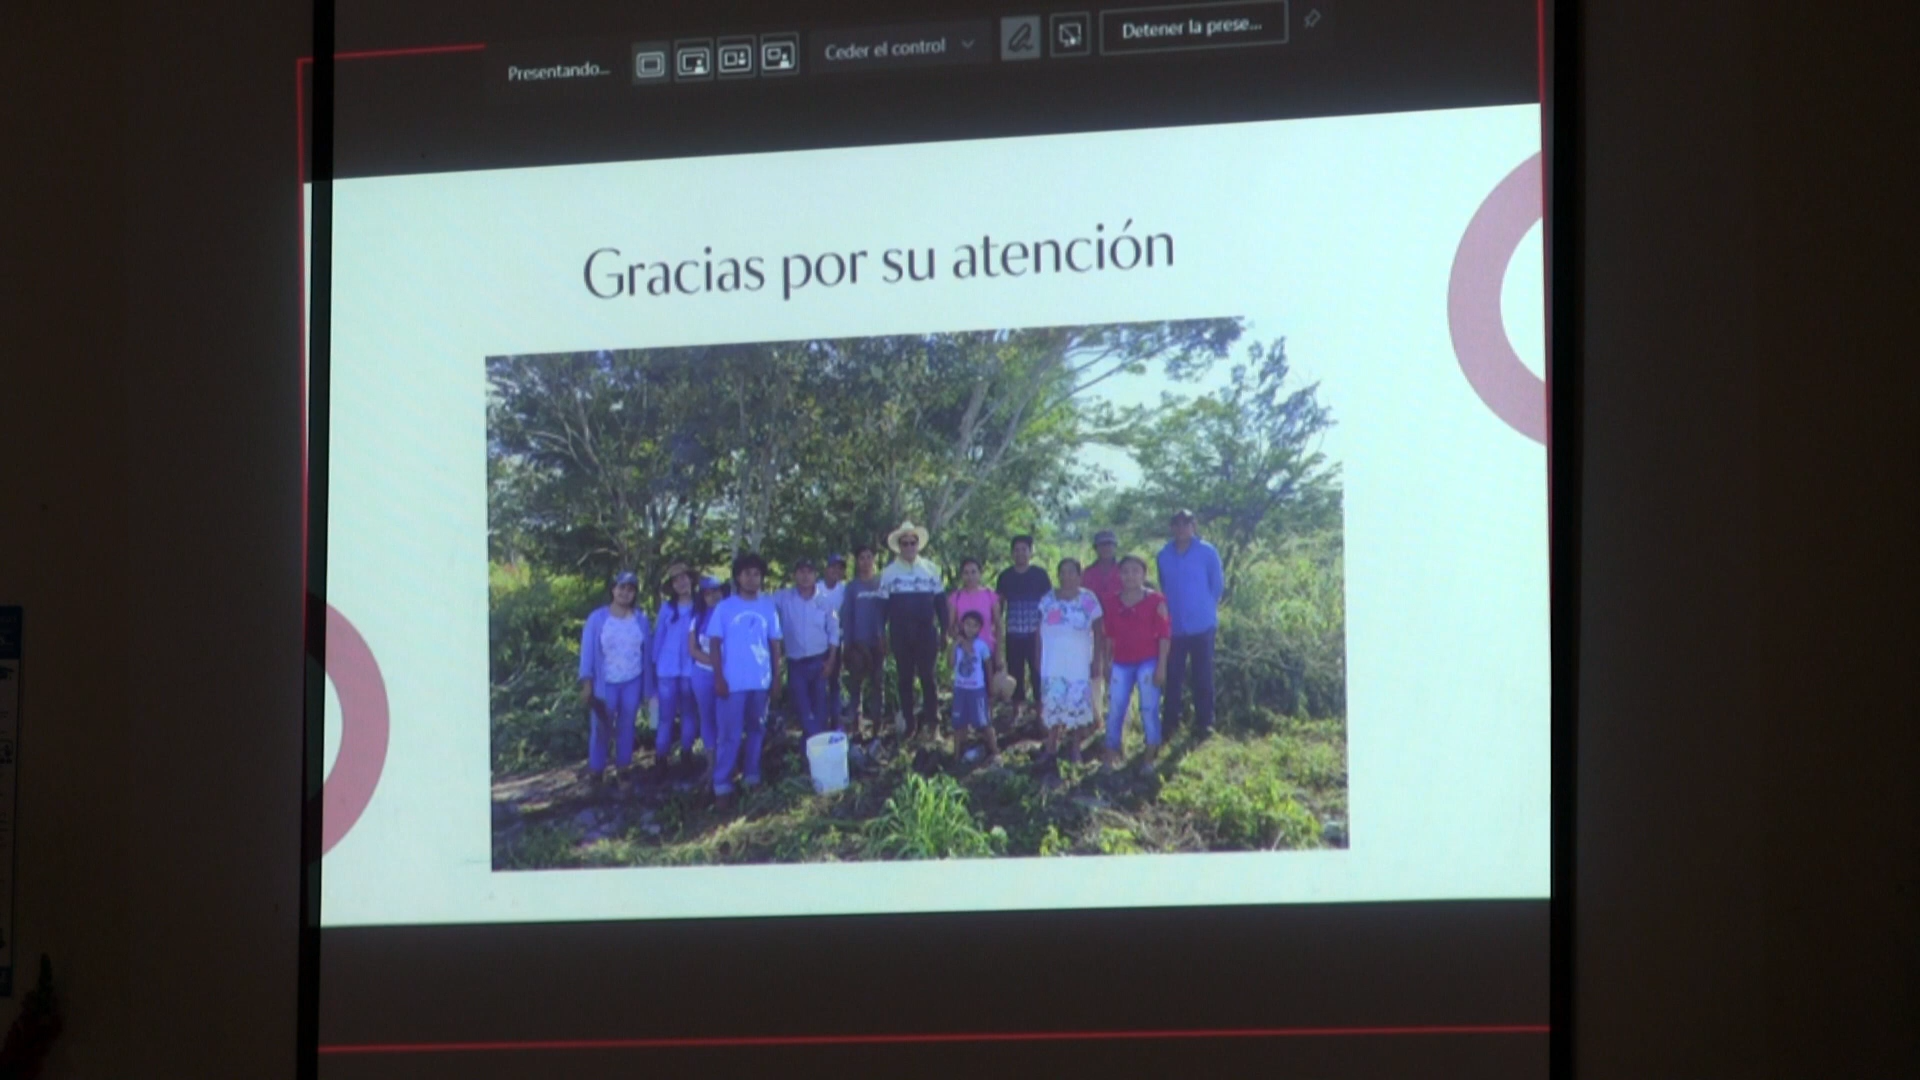 Presentando...
Ceder el control
Detener la prese...
Gracias por su atención